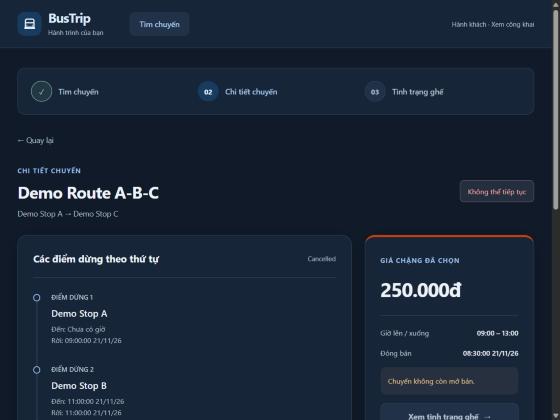 BusTrip
Hành trình của bạn
Tìm chuyến
Hành khách · Xem công khai
✓ Tìm chuyến
02 Chi tiết chuyến
03 Tình trạng ghế
← Quay lại
CHI TIẾT CHUYẾN
Demo Route A-B-C
Không thể tiếp tục
Demo Stop A → Demo Stop C
Các điểm dừng theo thứ tự
Cancelled
ĐIỂM DỪNG 1
Demo Stop A
Đến: Chưa có giờ
Rời: 09:00:00 21/11/26
ĐIỂM DỪNG 2
Demo Stop B
Đến: 11:00:00 21/11/26
Rời: 11:00:00 21/11/26
GIÁ CHẶNG ĐÃ CHỌN
250.000đ
Giờ lên / xuống 09:00 – 13:00
Đóng bán 08:30:00 21/11/26
Chuyến không còn mở bán.
Xem tình trạng ghế →